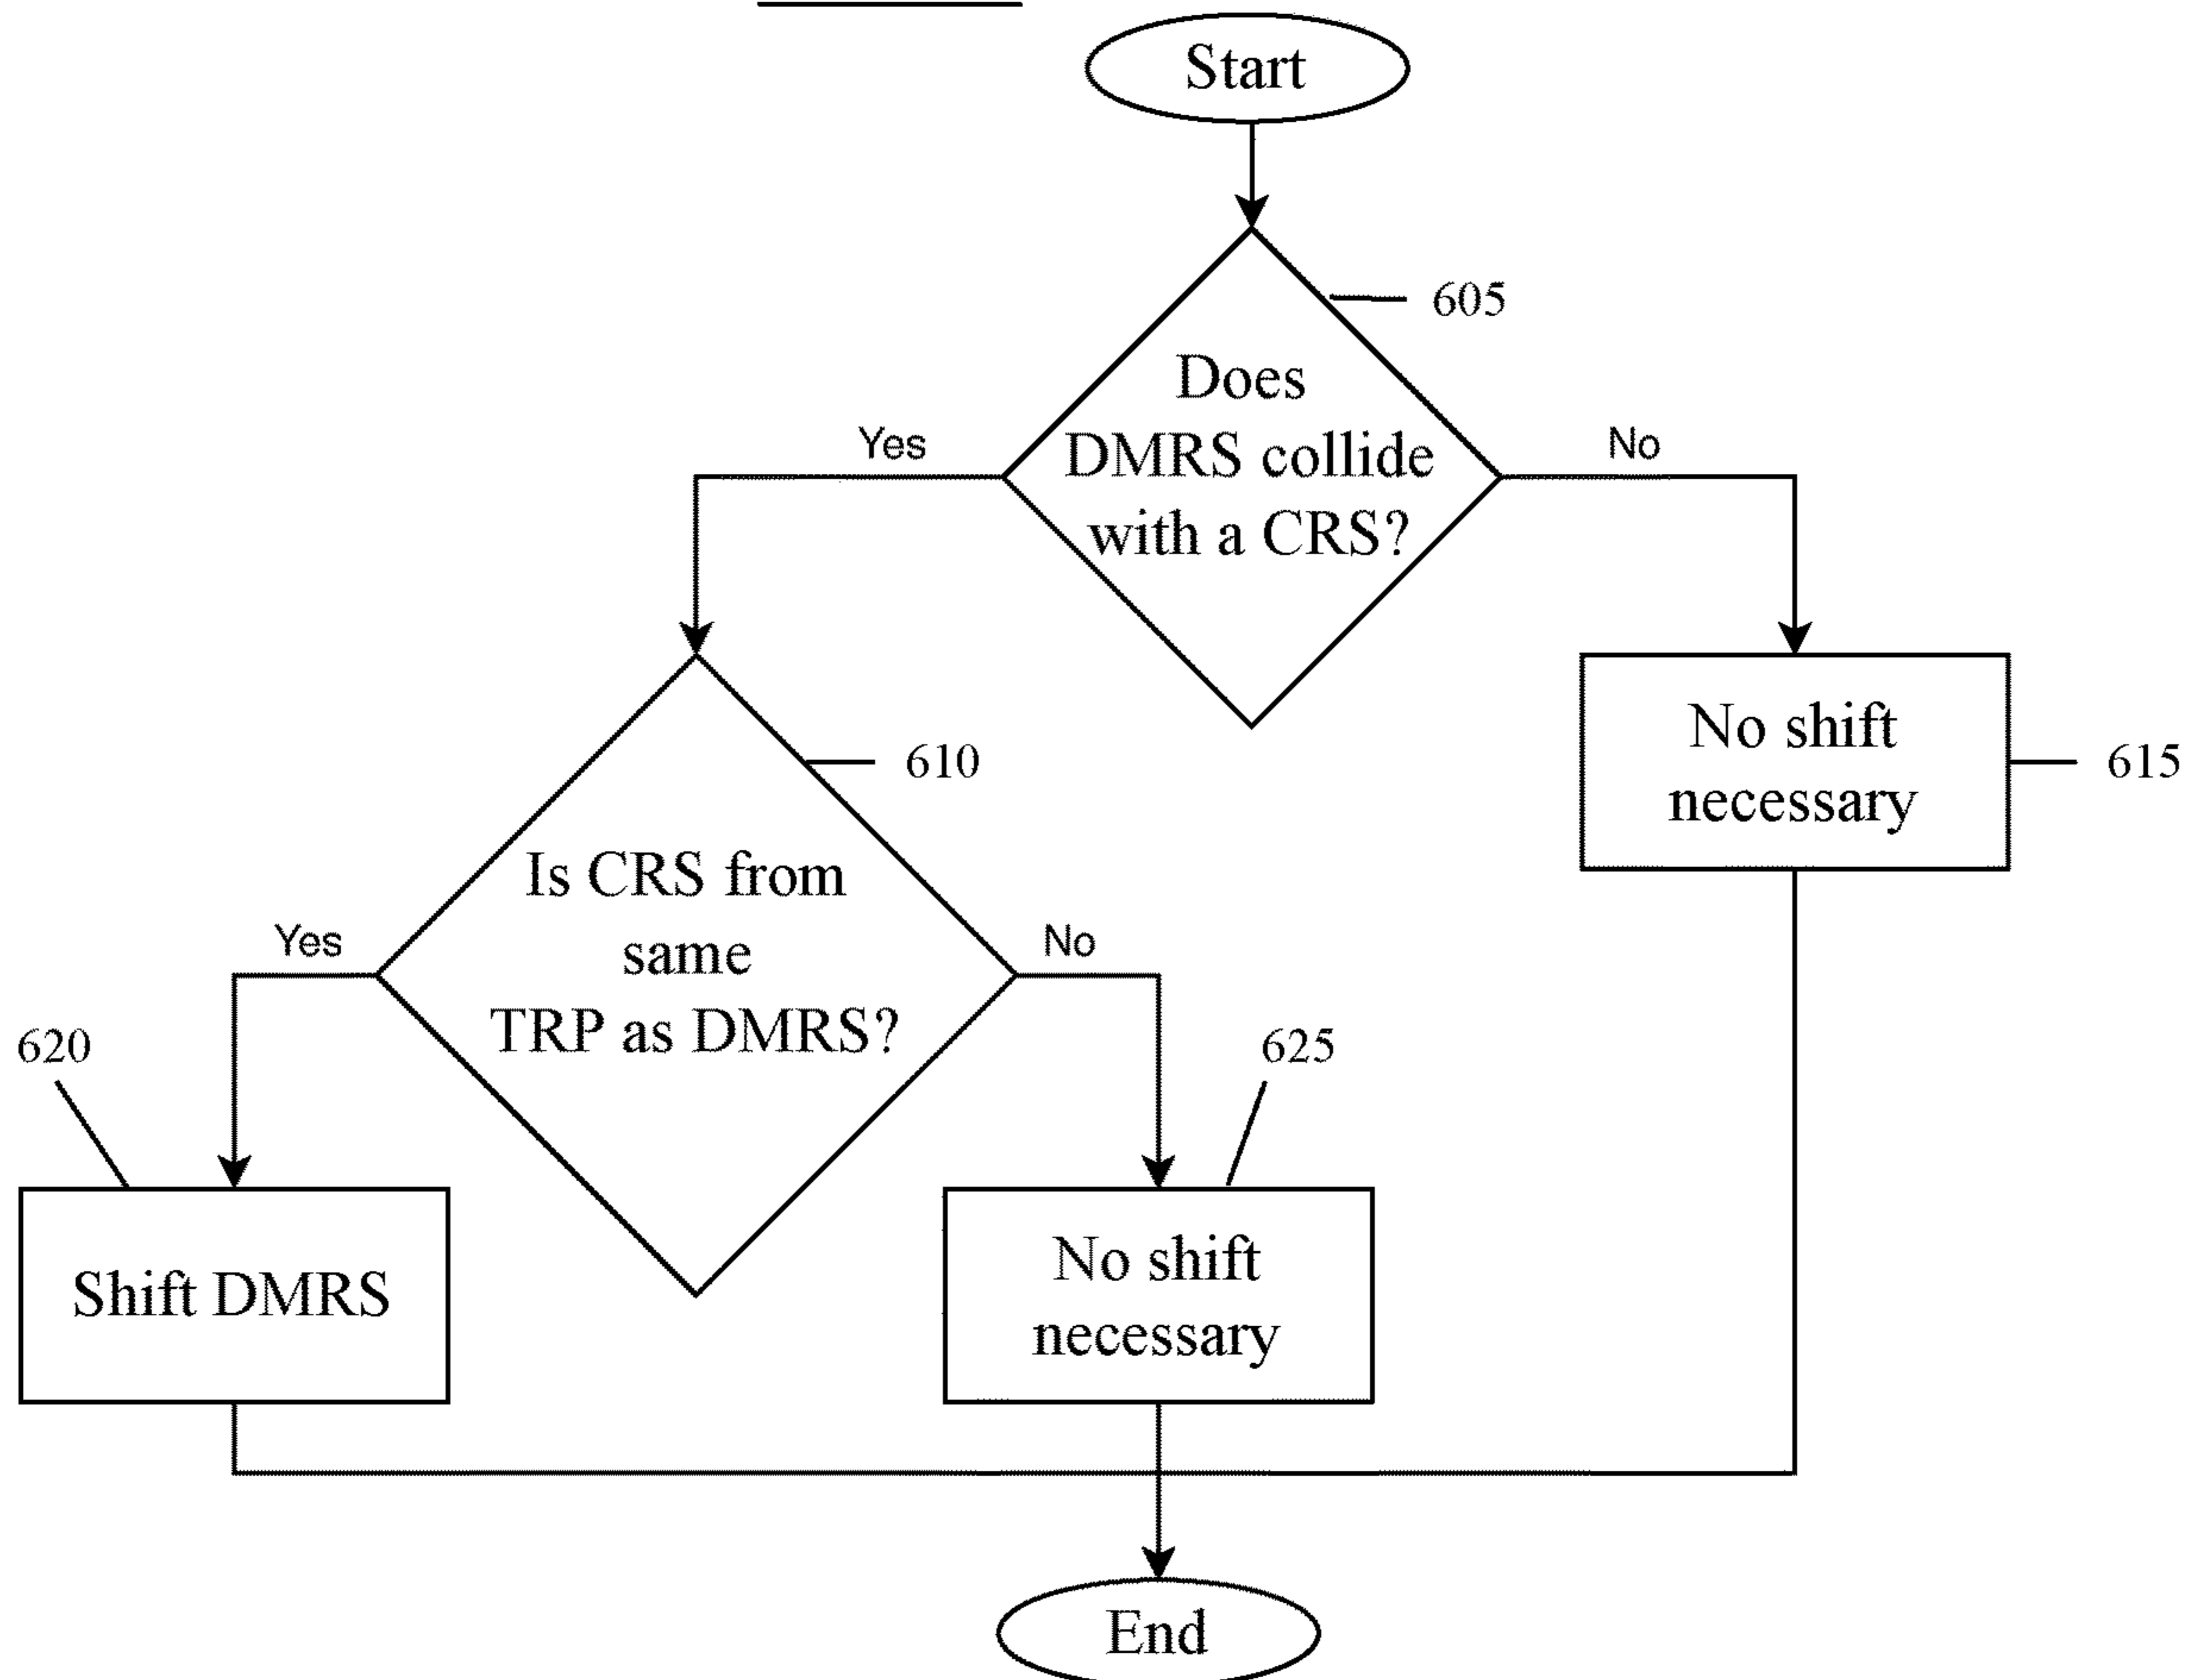 Start
605
Does
DMRS collide
with a CRS?
Yes
No
610
Is CRS from
same
TRP as DMRS?
No shift
necessary
615
Yes
No
620
625
Shift DMRS
No shift
necessary
End